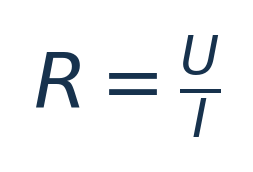 R = U/I